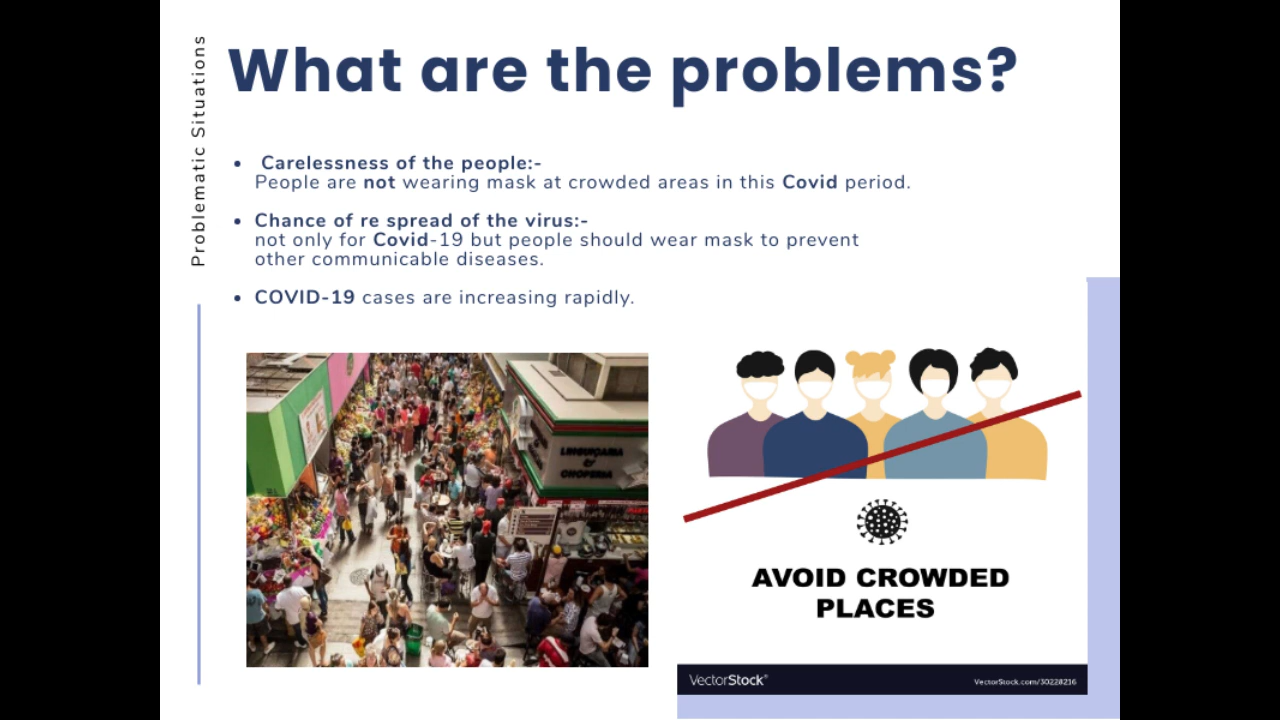 Problematic Situations
What are the problems?
• Carelessness of the people:-
People are not wearing mask at crowded areas in this Covid period.
• Chance of re spread of the virus:-
not only for Covid-19 but people should wear mask to prevent
other communicable diseases.
• COVID-19 cases are increasing rapidly.
LINGUIÇARIA
&
CHOPERIA
AVOID CROWDED
PLACES
VectorStock®
VectorStock.com/30228216